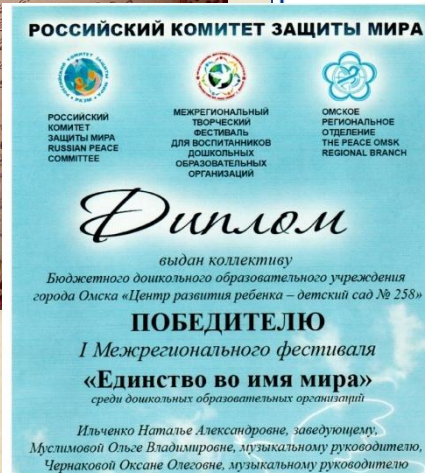 РОССИЙСКИЙ КОМИТЕТ ЗАЩИТЫ МИРА
РОССИЙСКИЙ
КОМИТЕТ
ЗАЩИТЫ МИРА
RUSSIAN PEACE
COMMITTEE
МЕЖРЕГИОНАЛЬНЫЙ
ТВОРЧЕСКИЙ
ФЕСТИВАЛЬ
ДЛЯ ВОСПИТАННИКОВ
ДОШКОЛЬНЫХ
ОБРАЗОВАТЕЛЬНЫХ
ОРГАНИЗАЦИЙ
ОМСКОЕ
РЕГИОНАЛЬНОЕ
ОТДЕЛЕНИЕ
THE PEACE OMSK
REGIONAL BRANCH
Диплом
выдан коллективу
Бюджетного дошкольного образовательного учреждения
города Омска «Центр развития ребенка – детский сад № 258»
ПОБЕДИТЕЛЮ
I Межрегионального фестиваля
«Единство во имя мира»
среди дошкольных образовательных организаций
Ильченко Наталье Александровне, заведующему,
Муслимовой Ольге Владимировне, музыкальному руководителю,
Чернаковой Оксане Олеговне, музыкальному руководителю